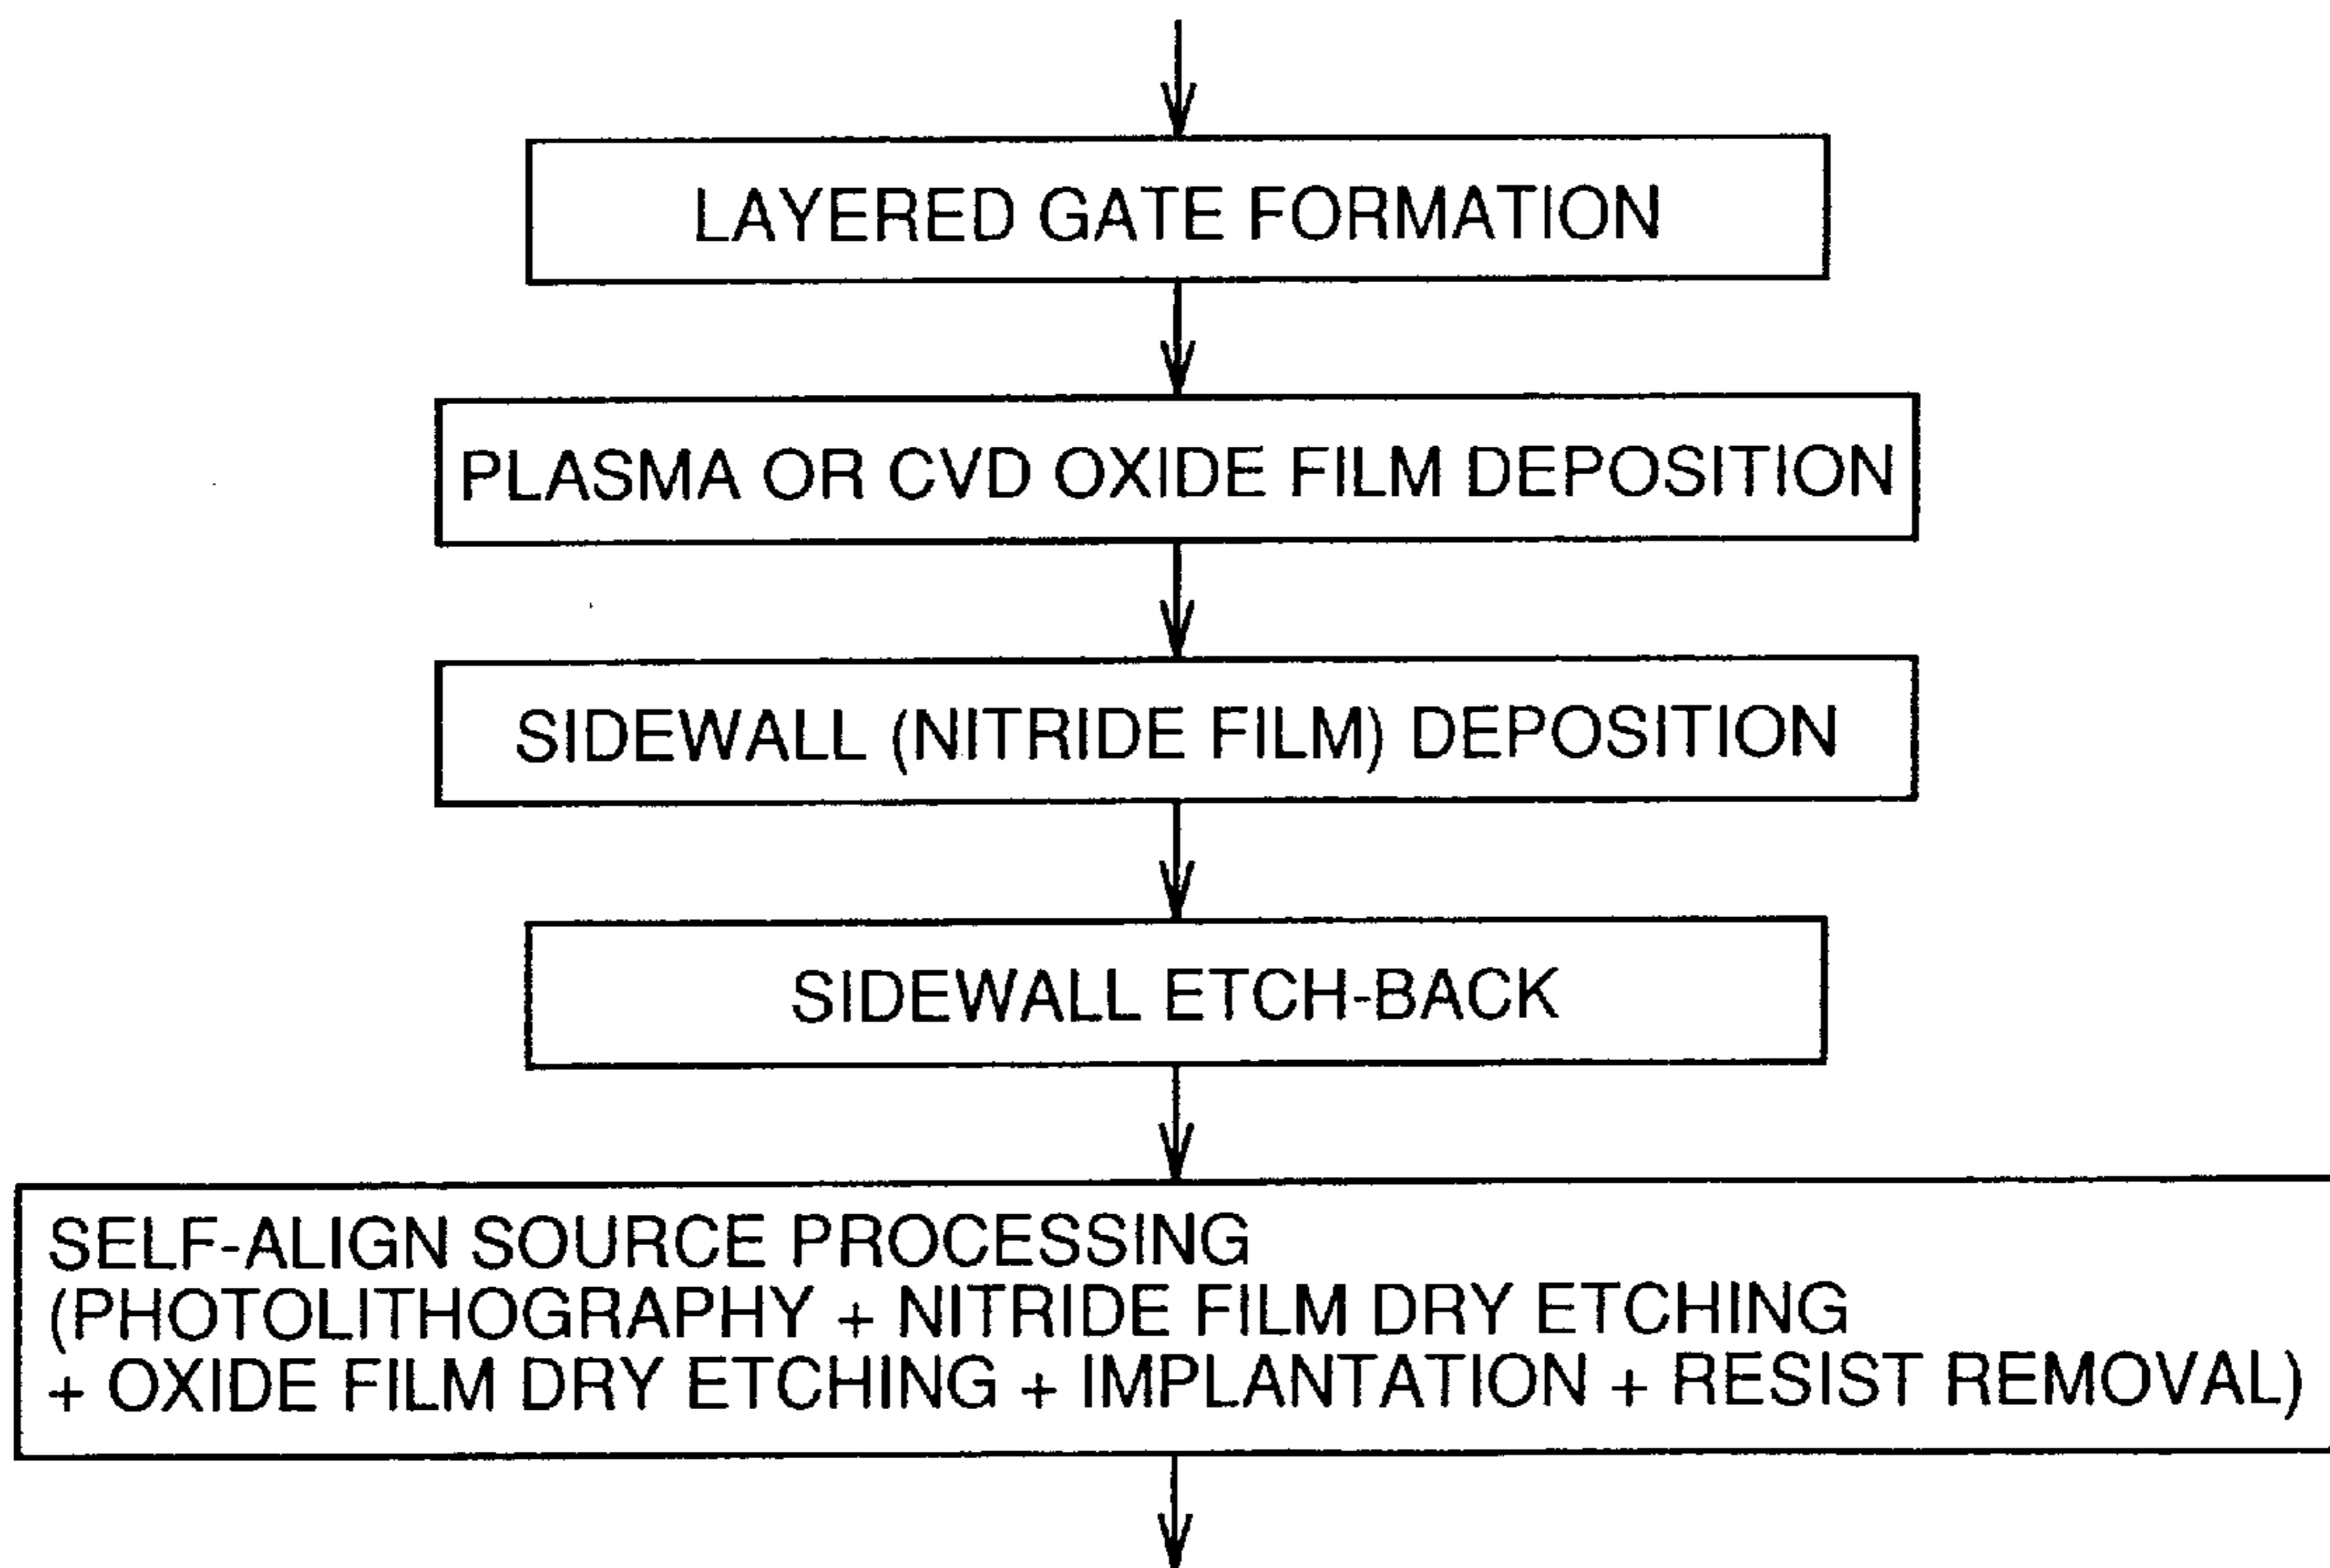 LAYERED GATE FORMATION
PLASMA OR CVD OXIDE FILM DEPOSITION
SIDEWALL (NITRIDE FILM) DEPOSITION
SIDEWALL ETCH-BACK
SELF-ALIGN SOURCE PROCESSING
(PHOTOLITHOGRAPHY + NITRIDE FILM DRY ETCHING
+ OXIDE FILM DRY ETCHING + IMPLANTATION + RESIST REMOVAL)